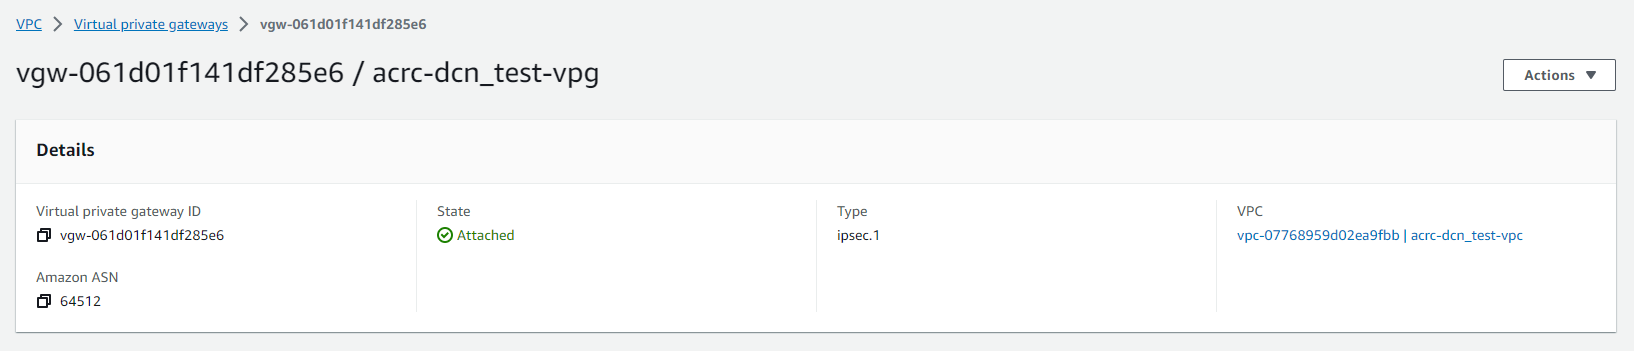 VPC > Virtual private gateways > vgw-061d01f141df285e6
vgw-061d01f141df285e6 / acrc-dcn_test-vpg
Actions
Details
Virtual private gateway ID
vgw-061d01f141df285e6
Amazon ASN
64512
State
Attached
Type
ipsec.1
VPC
vpc-07768959d02ea9fbb | acrc-dcn_test-vpc